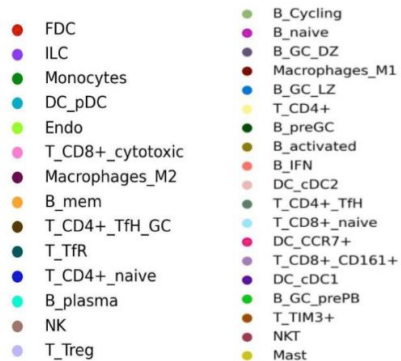 FDC
ILC
Monocytes
DC_pDC
Endo
T_CD8+_cytotoxic
Macrophages_M2
B_mem
T_CD4+_TfH_GC
T_TfR
T_CD4+_naive
B_plasma
NK
T_Treg
B_Cycling
B_naive
B_GC_DZ
Macrophages_M1
B_GC_LZ
T_CD4+
B_preGC
B_activated
B_IFN
DC_cDC2
T_CD4+_TfH
T_CD8+_naive
DC_CCR7+
T_CD8+_CD161+
DC_cDC1
B_GC_prePB
T_TIM3+
NKT
Mast